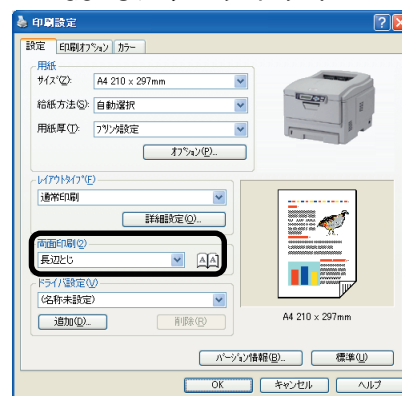 印刷設定
設定 印刷オプション カラー
用紙
サイズ(Z): A4 210 x 297mm
給紙方法(S): 自動選択
用紙厚(T): プリンタ設定
オプション(P)...
レイアウトタイプ(F)
通常印刷
詳細設定(O)...
両面印刷(2)
長辺とじ
A A
ドライバ設定(V)
(名称未設定)
追加(D)...
削除(R)
A4 210 x 297mm
バージョン情報(B)...
標準(U)
OK
キャンセル
ヘルプ